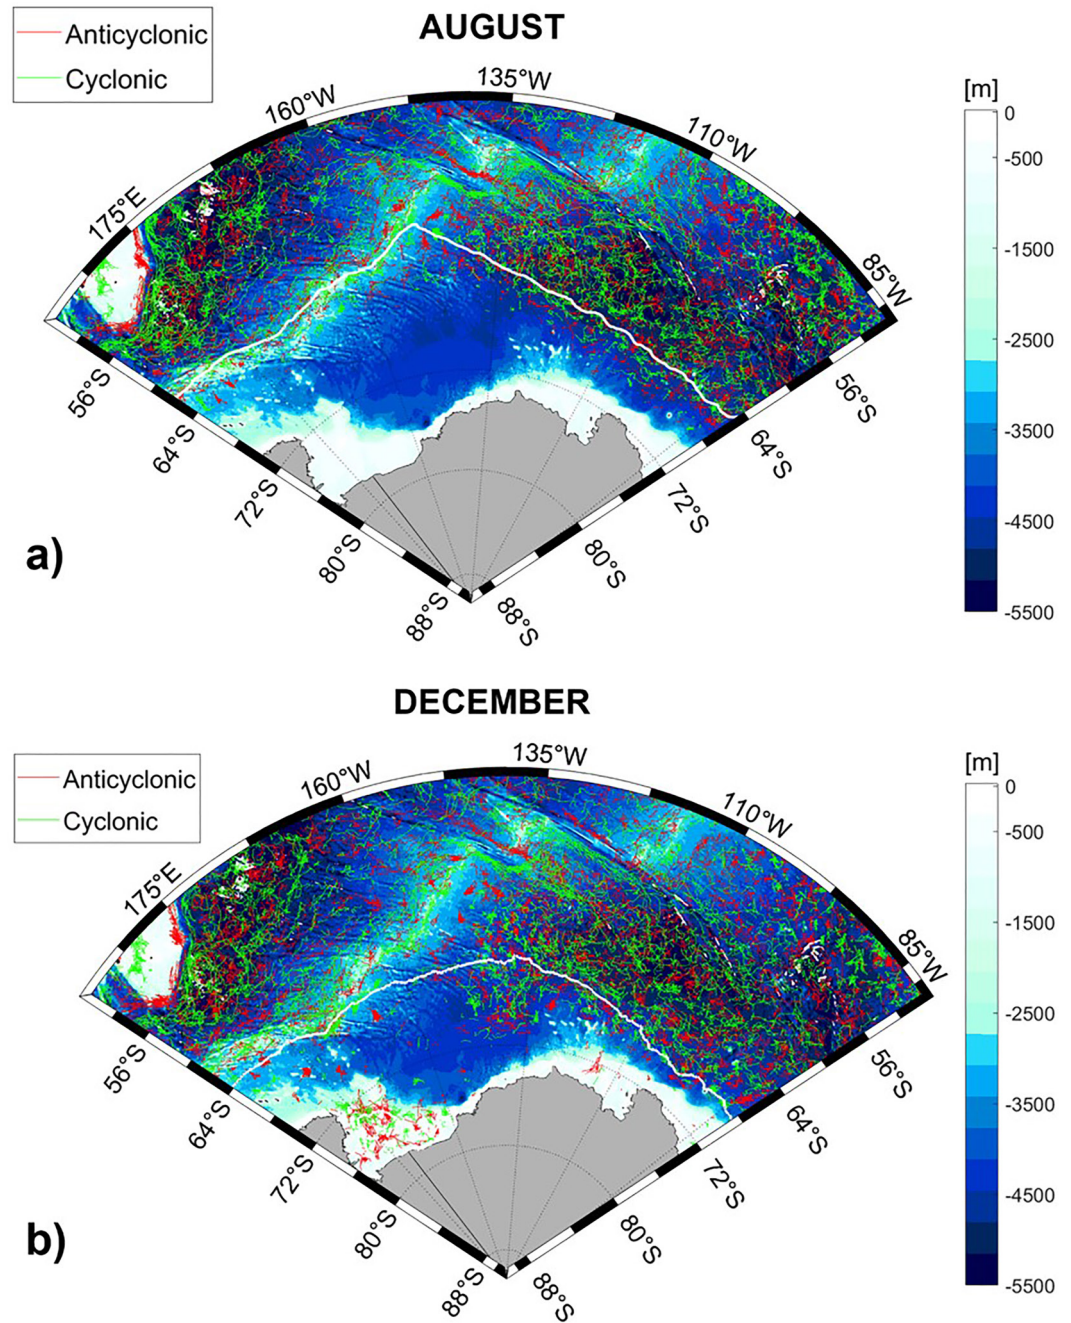 AUGUST
Anticyclonic
Cyclonic
175°E
160°W
135°W
110°W
85°W
[m]
0
-500
-1500
-2500
-3500
-4500
-5500
56°S
64°S
72°S
80°S
88°S
88°S
80°S
72°S
64°S
56°S
a)
DECEMBER
Anticyclonic
Cyclonic
175°E
160°W
135°W
110°W
85°W
[m]
0
-500
-1500
-2500
-3500
-4500
-5500
56°S
64°S
72°S
80°S
88°S
88°S
80°S
72°S
64°S
56°S
b)